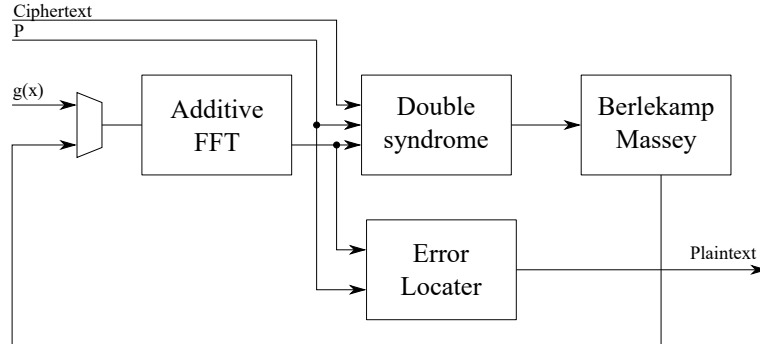 Ciphertext
P
g(x)
Additive
FFT
Double
syndrome
Berlekamp
Massey
Error
Locater
Plaintext